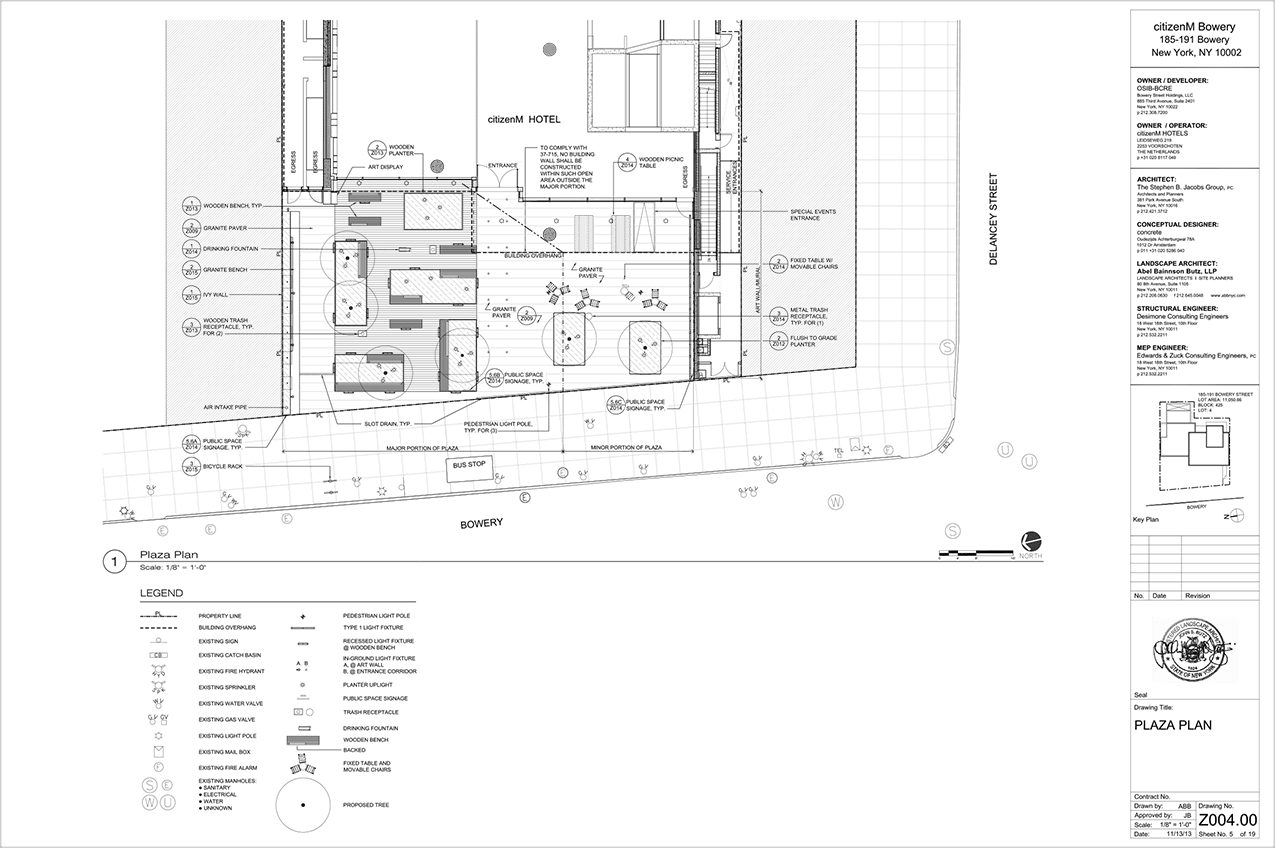 citizenM HOTEL
2
Z013
WOODEN
PLANTER
ART DISPLAY
ENTRANCE
TO COMPLY WITH
37-715, NO BUILDING
WALL SHALL BE
CONSTRUCTED
WITHIN SUCH OPEN
AREA OUTSIDE THE
MAJOR PORTION.
4
Z014
WOODEN PICNIC
TABLE
EGRESS
EGRESS
EGRESS
SERVICE
ENTRANCES
PL
PL
1
Z013
WOODEN BENCH, TYP.
2
Z009
GRANITE PAVER
1
Z014
DRINKING FOUNTAIN
2
Z015
GRANITE BENCH
1
Z015
IVY WALL
WOODEN TRASH
RECEPTACLE, TYP.
FOR (2)
AIR INTAKE PIPE
BUILDING OVERHANG
GRANITE
PAVER
GRANITE
PAVER
2
Z009
SPECIAL EVENTS
ENTRANCE
2
Z014
FIXED TABLE W/
MOVABLE CHAIRS
3
Z014
METAL TRASH
RECEPTACLE,
TYP. FOR (1)
2
Z012
FLUSH TO GRADE
PLANTER
ART WALL/MURAL
DELANCEY STREET
5,6B
Z014
PUBLIC SPACE
SIGNAGE, TYP.
5,6C
Z014
PUBLIC SPACE
SIGNAGE, TYP.
SLOT DRAIN, TYP.
PEDESTRIAN LIGHT POLE,
TYP. FOR (3)
5,6A
Z014
PUBLIC SPACE
SIGNAGE, TYP.
3
Z015
BICYCLE RACK
MAJOR PORTION OF PLAZA
MINOR PORTION OF PLAZA
BUS STOP
TEL
BOWERY
1
Plaza Plan
Scale: 1/8" = 1'-0"
NORTH
LEGEND
PL
PROPERTY LINE
BUILDING OVERHANG
EXISTING SIGN
CB
EXISTING CATCH BASIN
EXISTING FIRE HYDRANT
EXISTING SPRINKLER
EXISTING WATER VALVE
EXISTING GAS VALVE
EXISTING LIGHT POLE
EXISTING MAIL BOX
F
EXISTING FIRE ALARM
S E
W U
EXISTING MANHOLES:
● SANITARY
● ELECTRICAL
● WATER
● UNKNOWN
PEDESTRIAN LIGHT POLE
TYPE 1 LIGHT FIXTURE
RECESSED LIGHT FIXTURE
@ WOODEN BENCH
A B
IN-GROUND LIGHT FIXTURE
A, @ ART WALL
B, @ ENTRANCE CORRIDOR
PLANTER UPLIGHT
PUBLIC SPACE SIGNAGE
TRASH RECEPTACLE
DRINKING FOUNTAIN
WOODEN BENCH
BACKED
FIXED TABLE AND
MOVABLE CHAIRS
PROPOSED TREE
citizenM Bowery
185-191 Bowery
New York, NY 10002
OWNER / DEVELOPER:
OSIB-BCRE
Bowery Street Holdings, LLC
885 Third Avenue, Suite 2401
New York, NY 10022
p 212.308.7200
OWNER / OPERATOR:
citizenM HOTELS
LEIDSEWEG 219
2253 VOORSCHOTEN
THE NETHERLANDS
p +31 020 8117 049
ARCHITECT:
The Stephen B. Jacobs Group, PC
Architects and Planners
381 Park Avenue South
New York, NY 10016
p 212.421.3712
CONCEPTUAL DESIGNER:
concrete
Oudezijds Achterburgwal 78A
1012 Dr Amsterdam
p 011 +31 020 5206 040
LANDSCAPE ARCHITECT:
Abel Bainnson Butz, LLP
LANDSCAPE ARCHITECTS & SITE PLANNERS
80 8th Avenue, Suite 1105
New York, NY 10011
p 212.206.0630 f 212.645.0048 www.abbnyc.com
STRUCTURAL ENGINEER:
Desimone Consulting Engineers
18 West 18th Street, 10th Floor
New York, NY 10011
p 212.532.2211
MEP ENGINEER:
Edwards & Zuck Consulting Engineers, PC
18 West 18th Street, 10th Floor
New York, NY 10011
p 212.532.2211
185-191 BOWERY STREET
LOT AREA: 11,050.66
BLOCK: 425
LOT: 4
BOWERY
N
Key Plan
No. Date Revision
STATE OF NEW YORK
Seal
Drawing Title:
PLAZA PLAN
Contract No.
Drawn by: ABB
Approved by: JB
Scale: 1/8" = 1'-0"
Date: 11/13/13
Drawing No.
Z004.00
Sheet No. 5 of 19